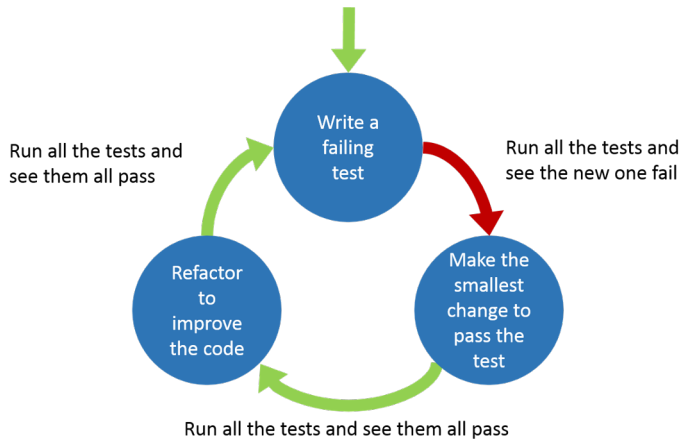 Write a
failing
test
Run all the tests and
see the new one fail
Make the
smallest
change to
pass the
test
Run all the tests and see them all pass
Refactor
to
improve
the code
Run all the tests and
see them all pass